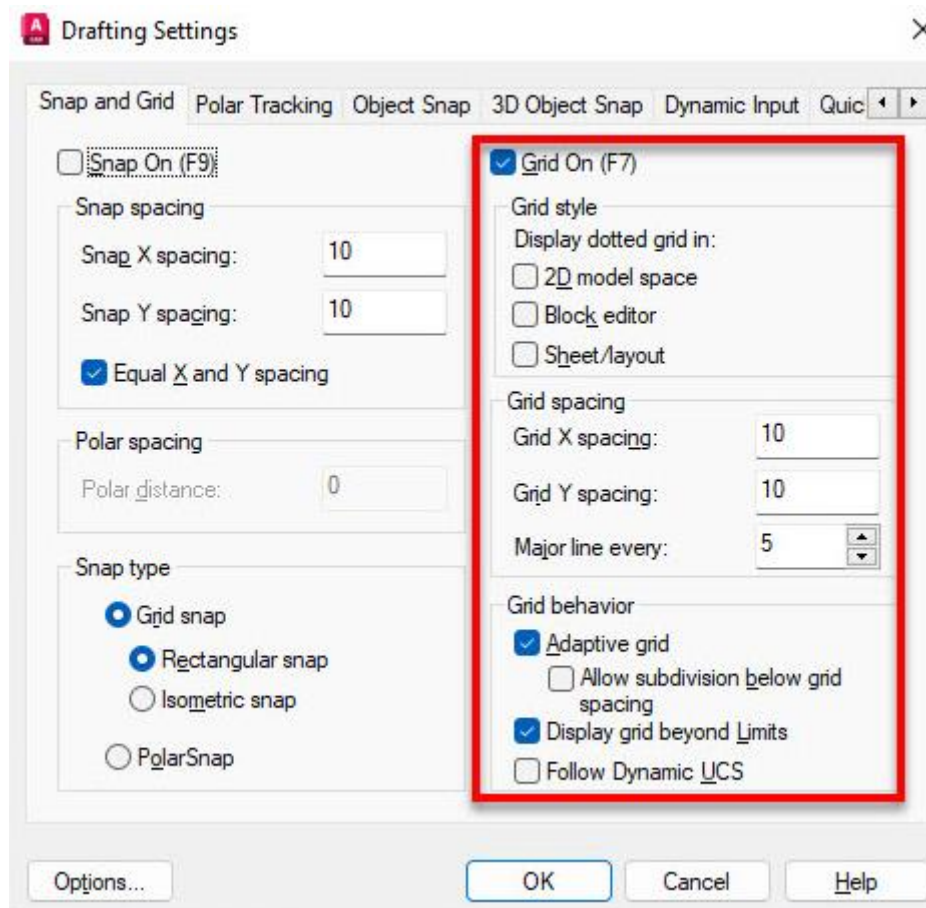 Drafting Settings
Snap and Grid Polar Tracking Object Snap 3D Object Snap Dynamic Input Quic
Snap On (F9)
Snap spacing
Snap X spacing: 10
Snap Y spacing: 10
Equal X and Y spacing
Polar spacing
Polar distance: 0
Snap type
Grid snap
Rectangular snap
Isometric snap
PolarSnap
Grid On (F7)
Grid style
Display dotted grid in:
2D model space
Block editor
Sheet/layout
Grid spacing
Grid X spacing: 10
Grid Y spacing: 10
Major line every: 5
Grid behavior
Adaptive grid
Allow subdivision below grid
spacing
Display grid beyond Limits
Follow Dynamic UCS
Options... OK Cancel Help